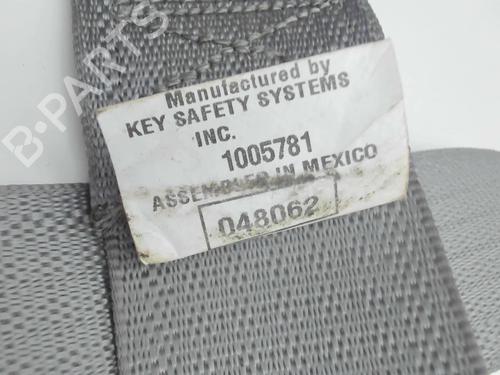 Manufactured by
KEY SAFETY SYSTEMS
INC.
1005781
ASSEMBLED IN MEXICO
048062
B-PARTS